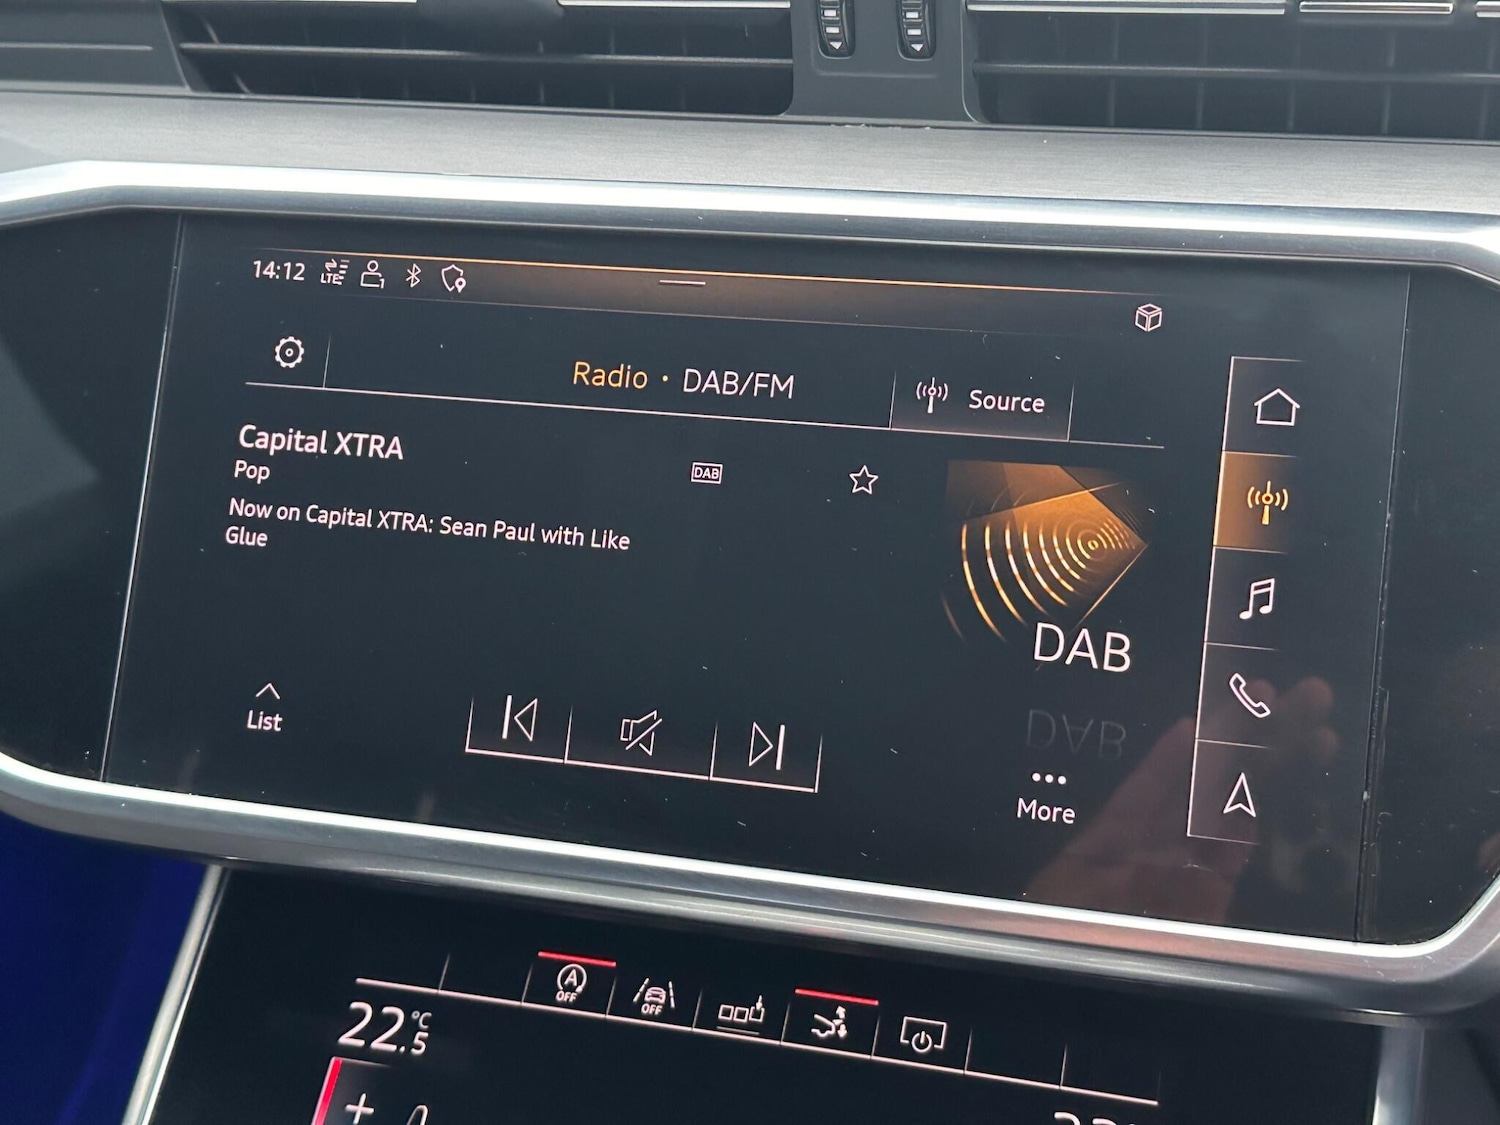 14:12 LTE 1
Radio • DAB/FM
Source
Capital XTRA
Pop
DAB
Now on Capital XTRA: Sean Paul with Like
Glue
DAB
List
More
A
OFF
OFF
22.5 °C